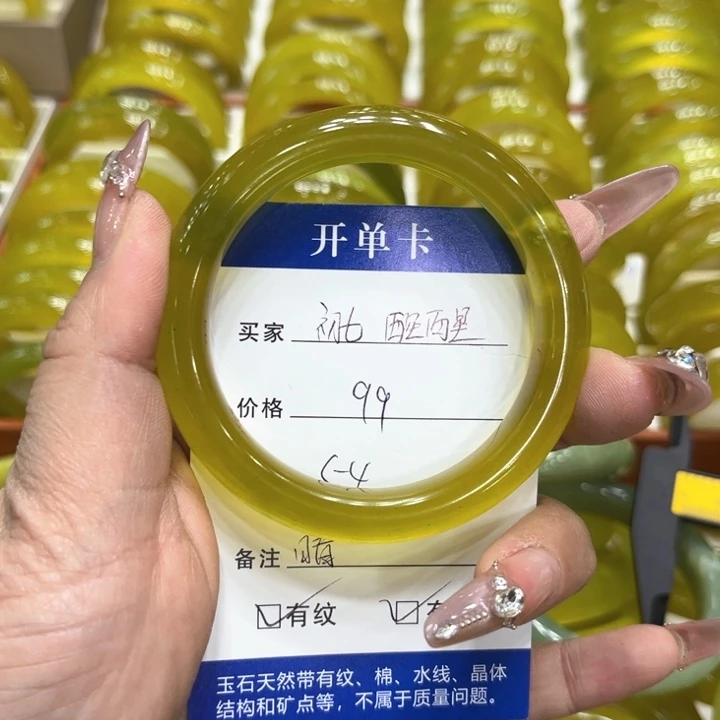 开单卡
买家
价格 99
54
备注
有纹
玉石天然带有纹、棉、水线、晶体
结构和矿点等，不属于质量问题。